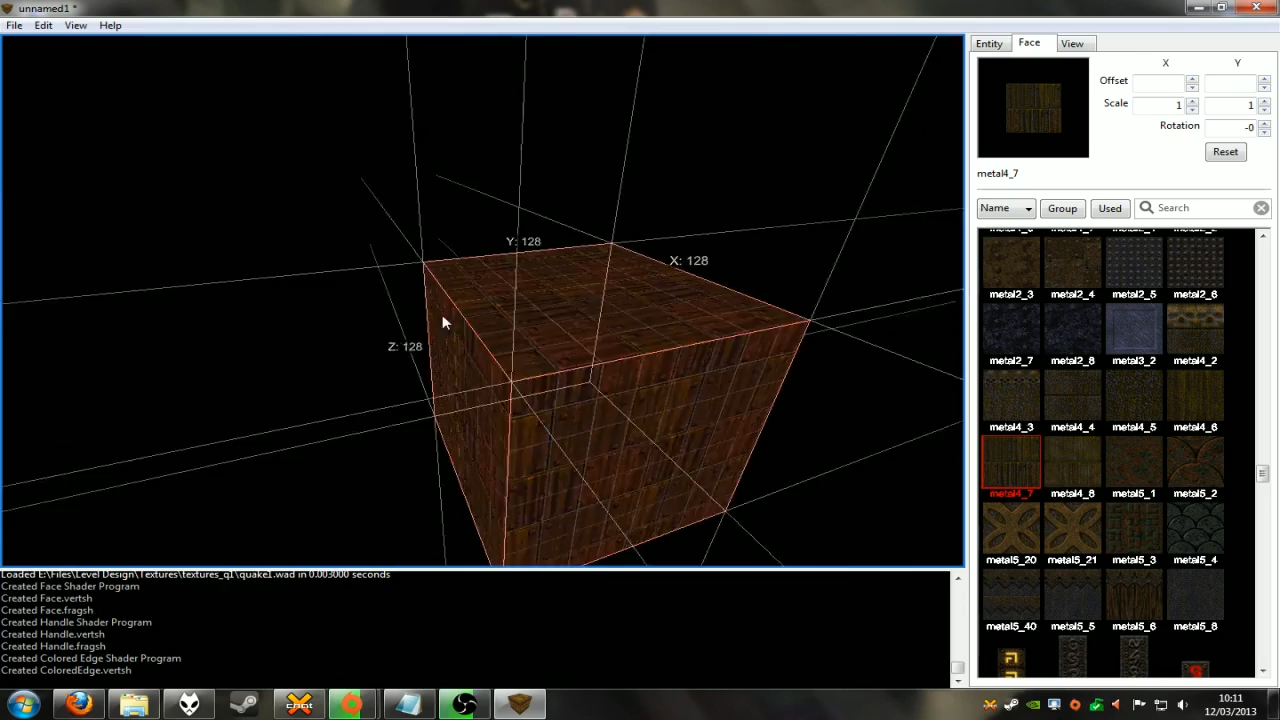 unnamed1 *
File Edit View Help
Entity Face View
X Y
Offset
Scale 1 1
Rotation -0
Reset
metal4_7
Name Group Used Search
Y: 128
X: 128
Z: 128
metal2_3 metal2_4 metal2_5 metal2_6
metal2_7 metal2_8 metal3_2 metal4_2
metal4_3 metal4_4 metal4_5 metal4_6
metal4_7 metal4_8 metal5_1 metal5_2
metal5_20 metal5_21 metal5_3 metal5_4
metal5_40 metal5_5 metal5_6 metal5_8
Loaded E:\Files\Level Design\Textures\textures_q1\quake1.wad in 0.003000 seconds
Created Face Shader Program
Created Face.vertsh
Created Face.fragsh
Created Handle Shader Program
Created Handle.vertsh
Created Handle.fragsh
Created Colored Edge Shader Program
Created ColoredEdge.vertsh
10:11
12/03/2013